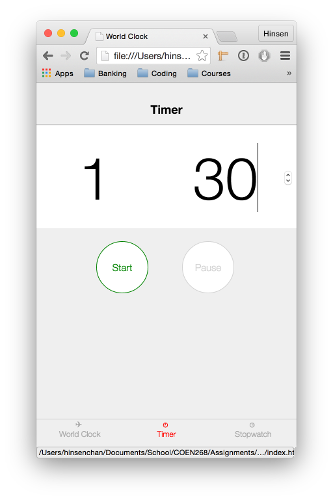 World Clock
Hinsen
file:///Users/hins...
Apps Banking Coding Courses »
Timer
1 30
Start Pause
World Clock Timer Stopwatch
/Users/hinsenchan/Documents/School/COEN268/Assignments/.../index.ht